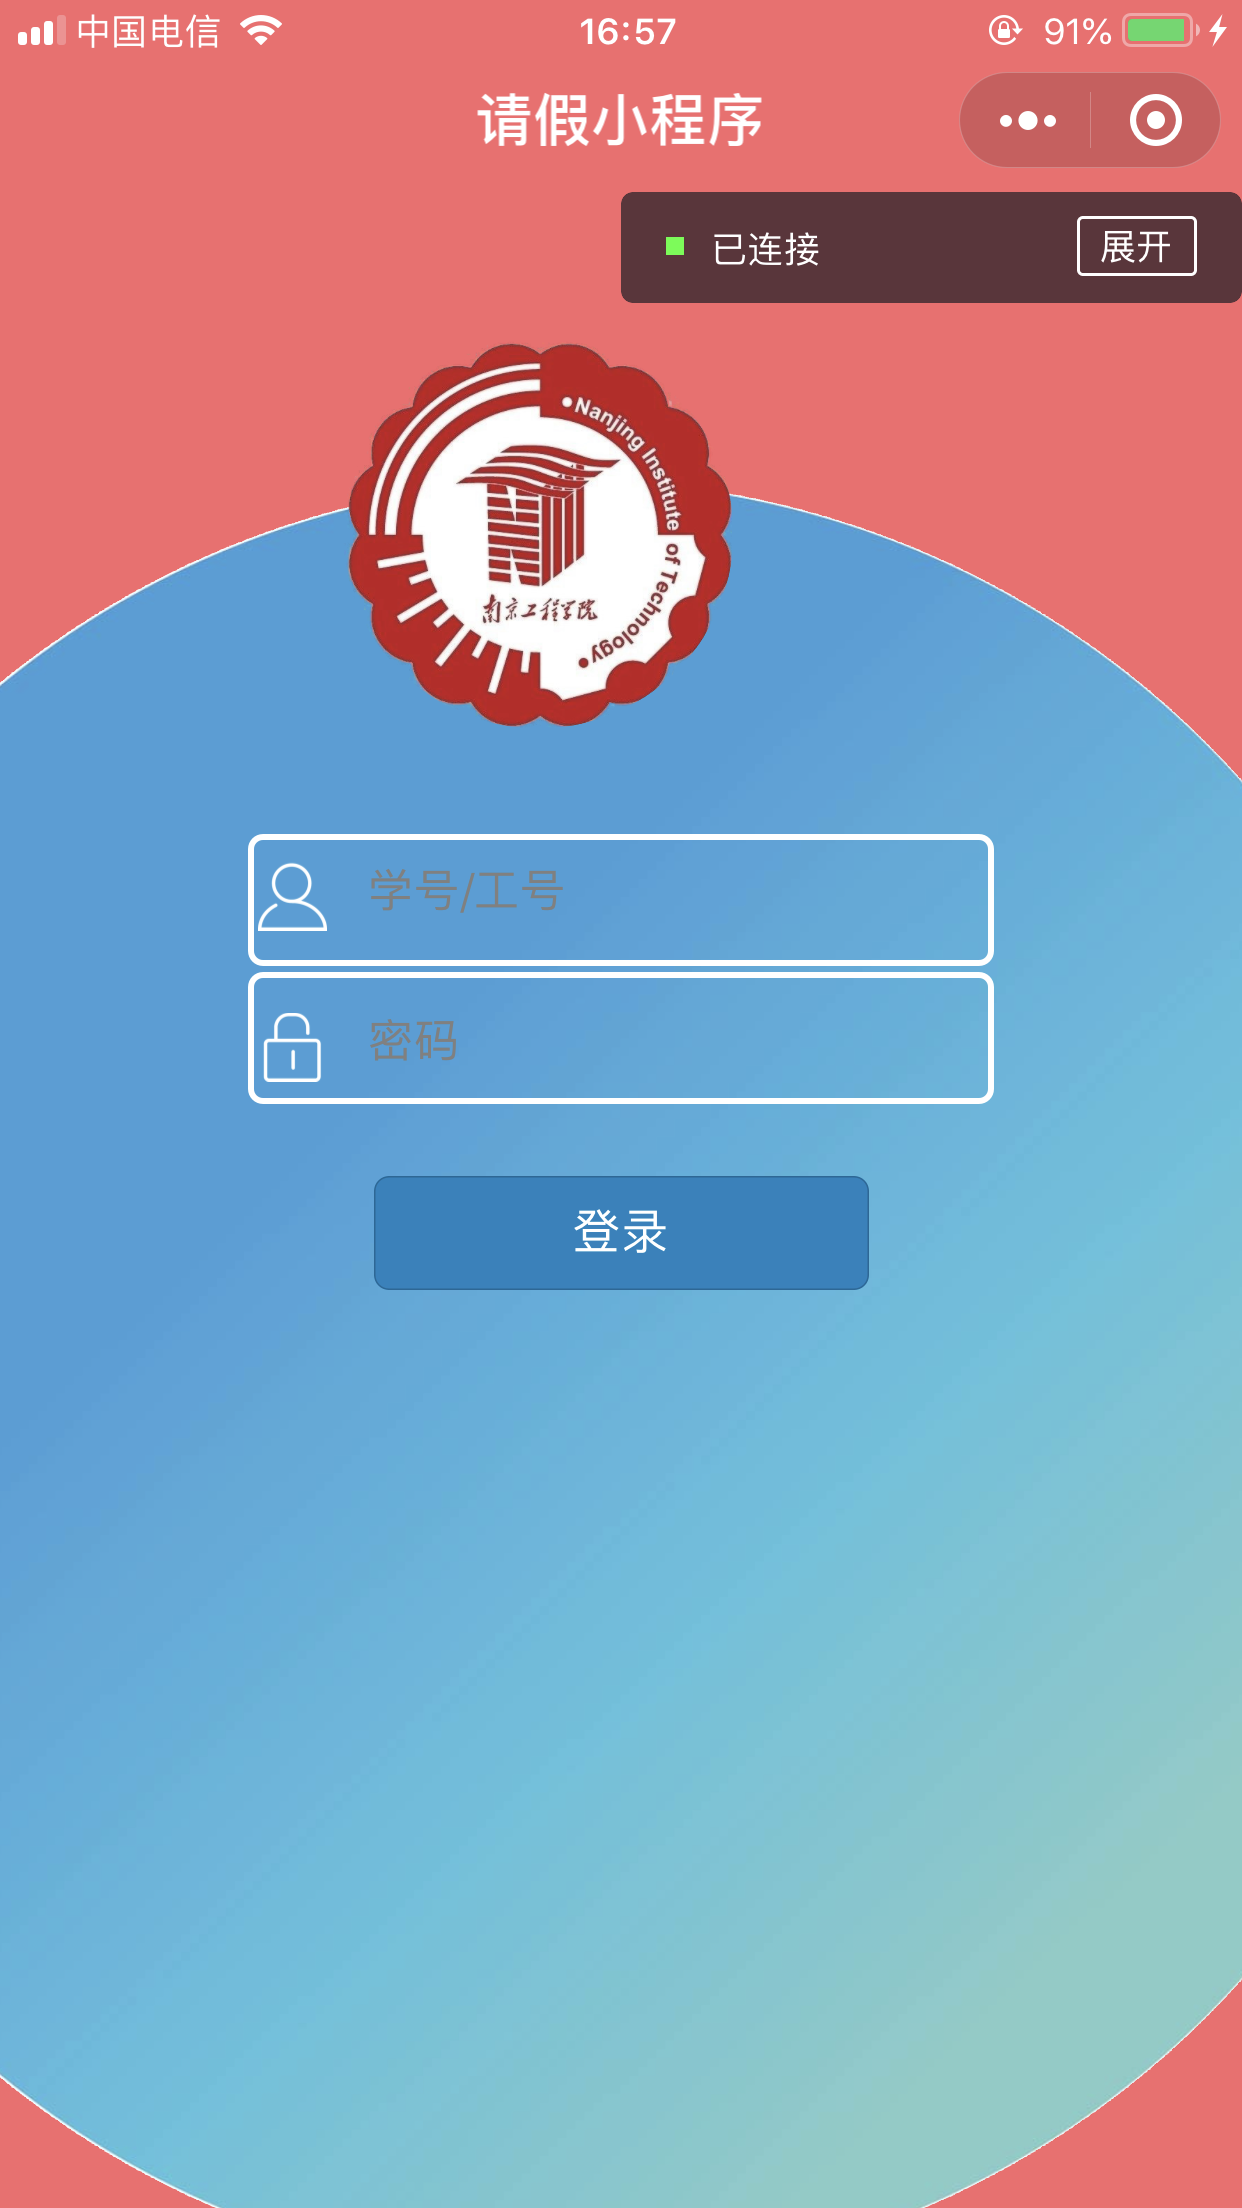 中国电信 16:57 91%
请假小程序
已连接 展开
•Nanjing Institute of Technology•
南京工程学院
学号/工号
密码
登录